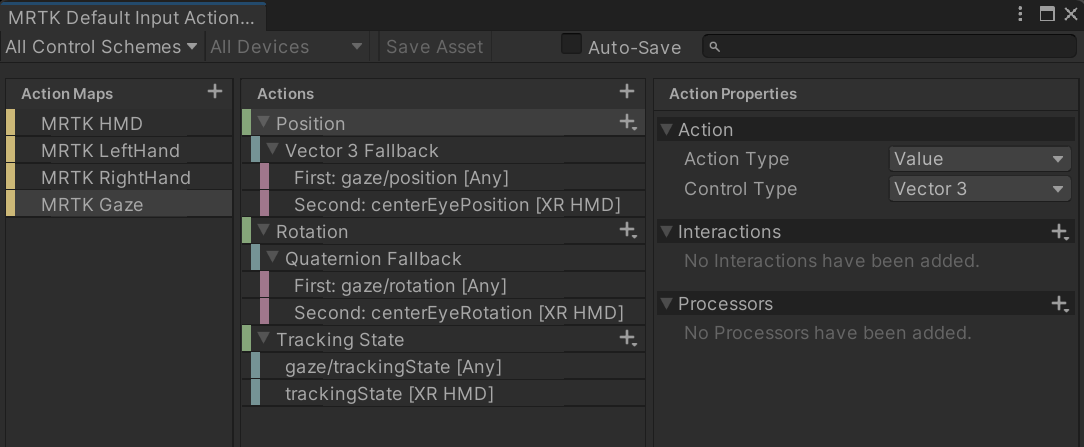 MRTK Default Input Action...
All Control Schemes All Devices Save Asset Auto-Save
Action Maps
MRTK HMD
MRTK LeftHand
MRTK RightHand
MRTK Gaze
Actions
Position
Vector 3 Fallback
First: gaze/position [Any]
Second: centerEyePosition [XR HMD]
Rotation
Quaternion Fallback
First: gaze/rotation [Any]
Second: centerEyeRotation [XR HMD]
Tracking State
gaze/trackingState [Any]
trackingState [XR HMD]
Action Properties
Action
Action Type Value
Control Type Vector 3
Interactions
No Interactions have been added.
Processors
No Processors have been added.